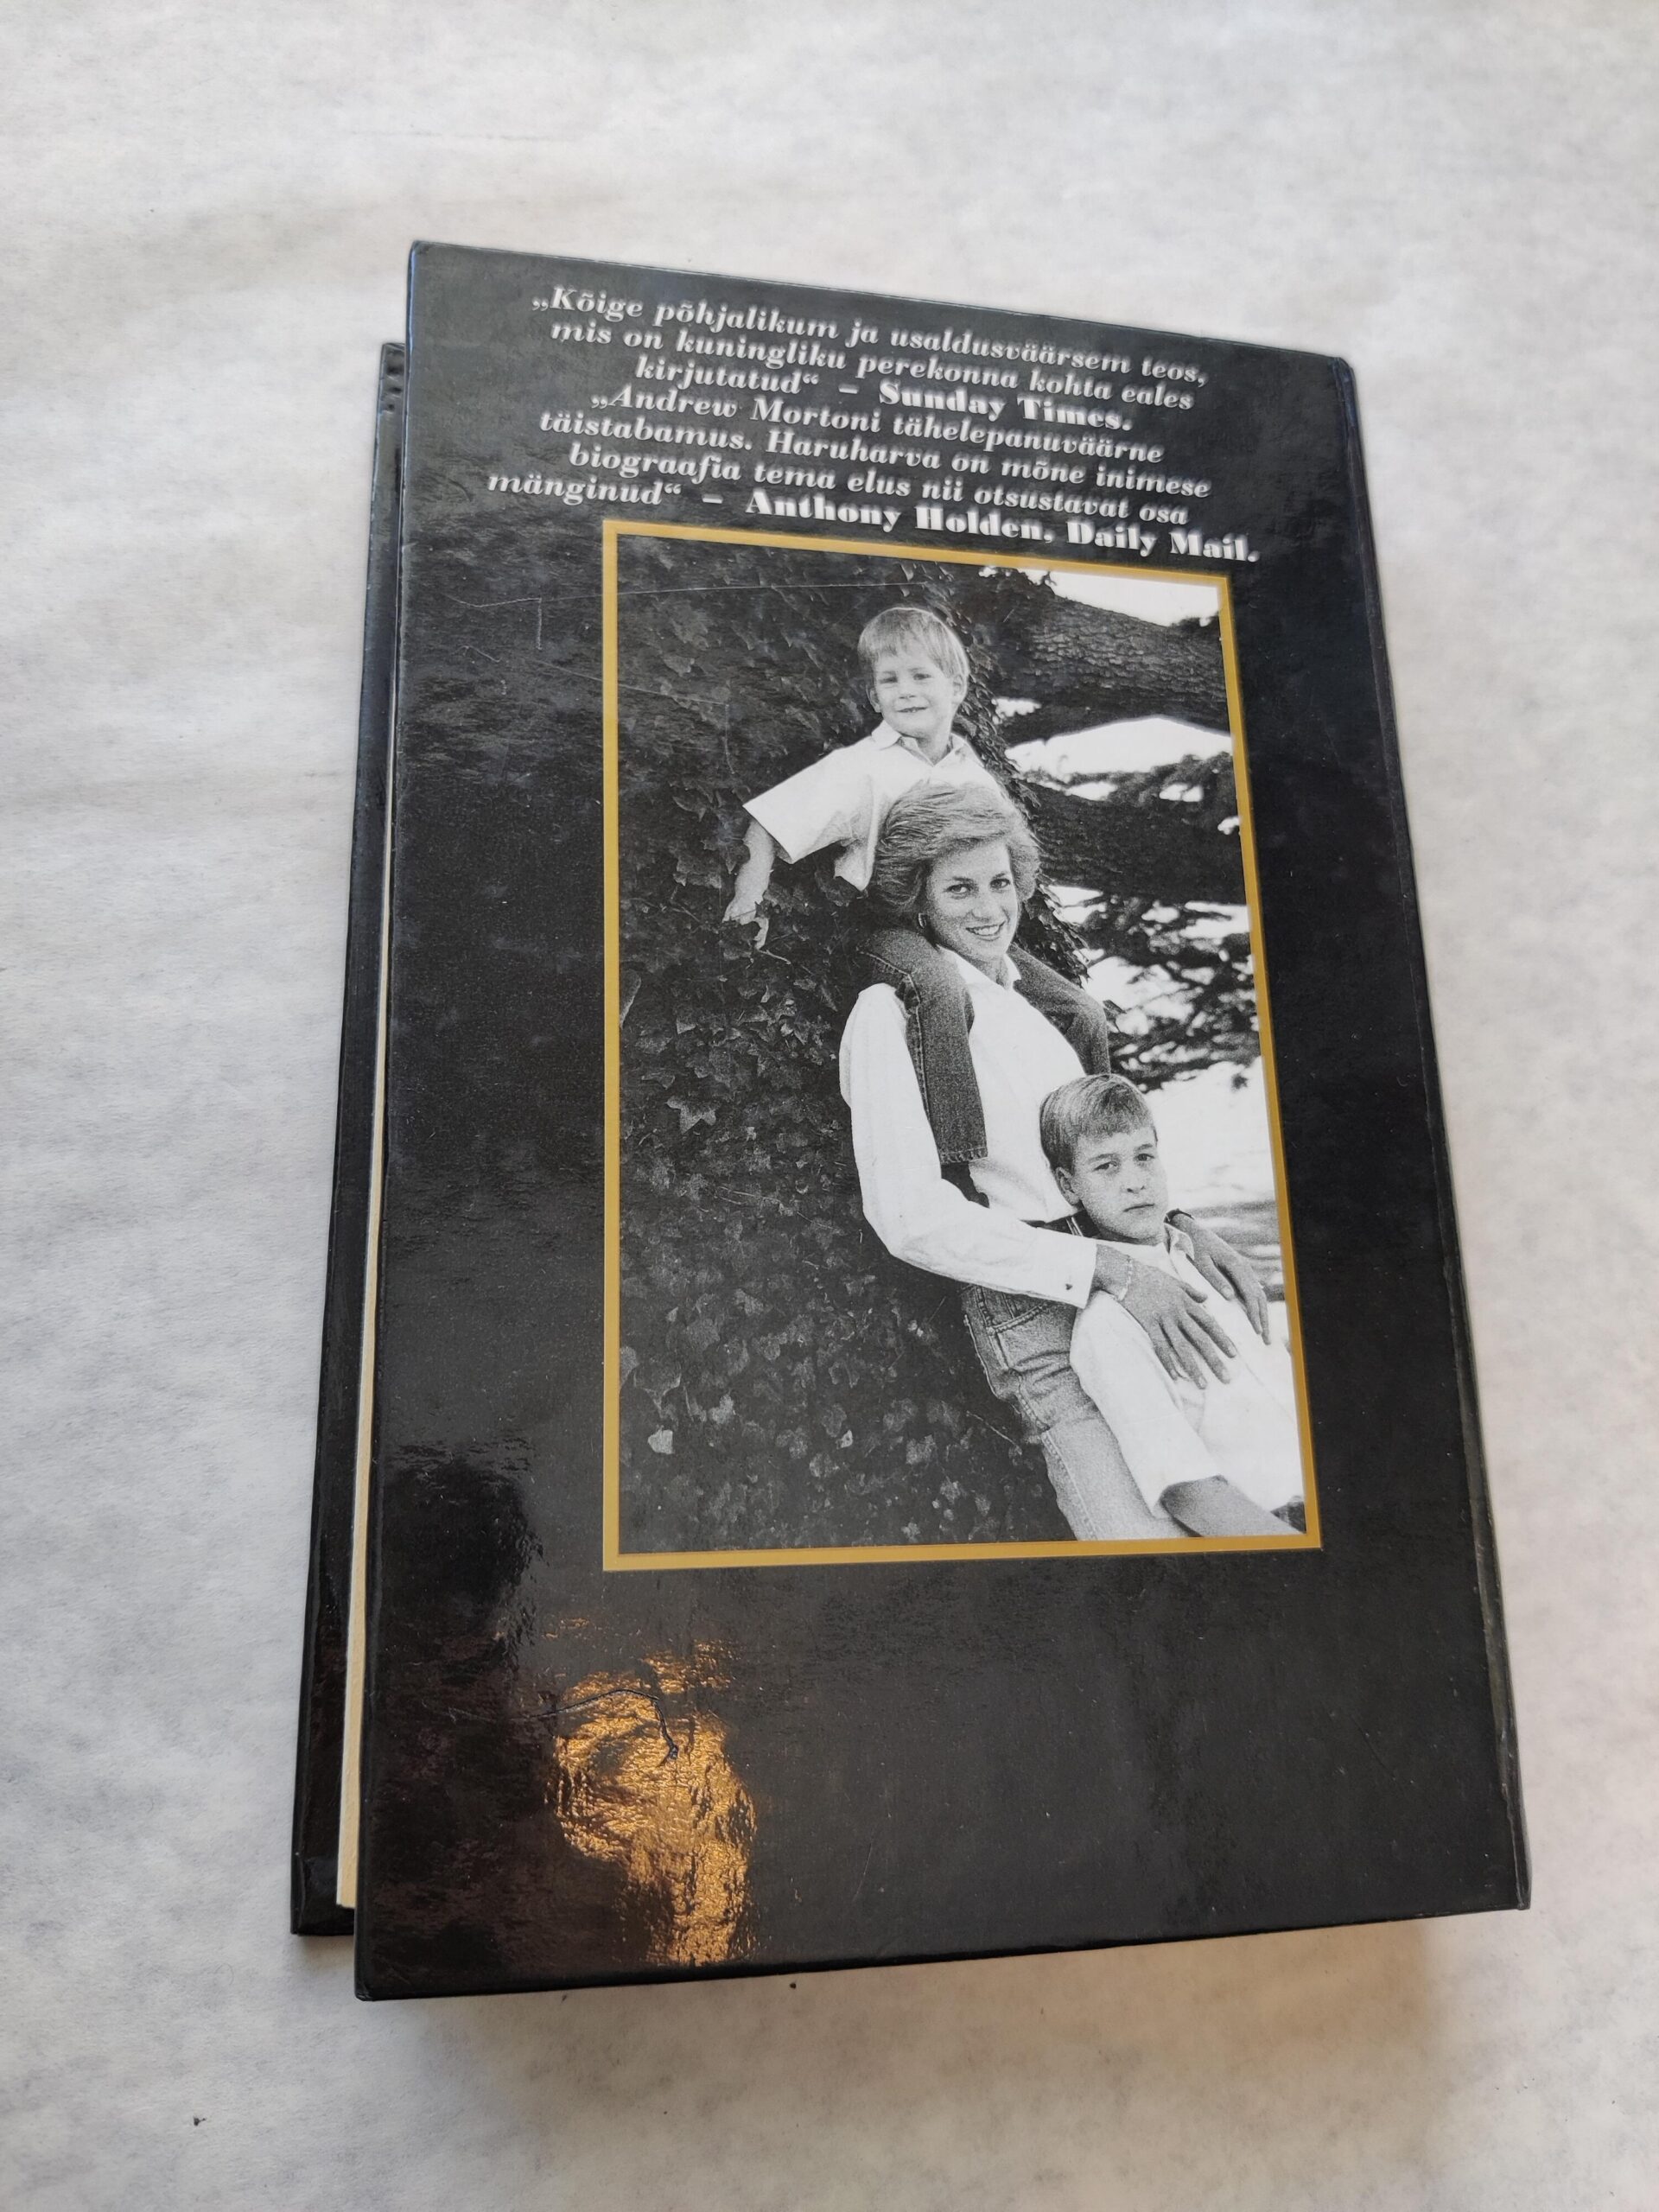 „Kõige põhjalikum ja usaldusväärsem teos,
mis on kuningliku perekonna kohta eales
kirjutatud“ – Sunday Times.
„Andrew Mortoni tähelepanuväärne
täistabamus. Haruharva on mõne inimese
biograafia tema elus nii otsustavat osa
mänginud“ – Anthony Holden, Daily Mail.